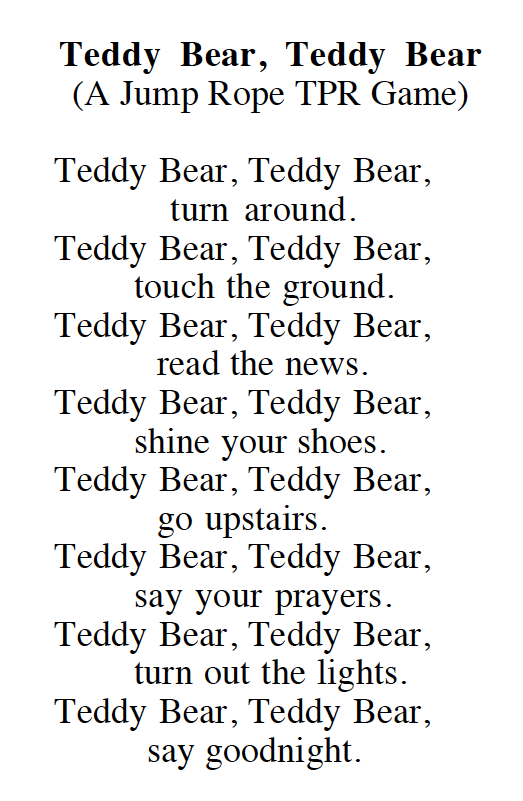 Teddy Bear, Teddy Bear
(A Jump Rope TPR Game)
Teddy Bear, Teddy Bear,
turn around.
Teddy Bear, Teddy Bear,
touch the ground.
Teddy Bear, Teddy Bear,
read the news.
Teddy Bear, Teddy Bear,
shine your shoes.
Teddy Bear, Teddy Bear,
go upstairs.
Teddy Bear, Teddy Bear,
say your prayers.
Teddy Bear, Teddy Bear,
turn out the lights.
Teddy Bear, Teddy Bear,
say goodnight.